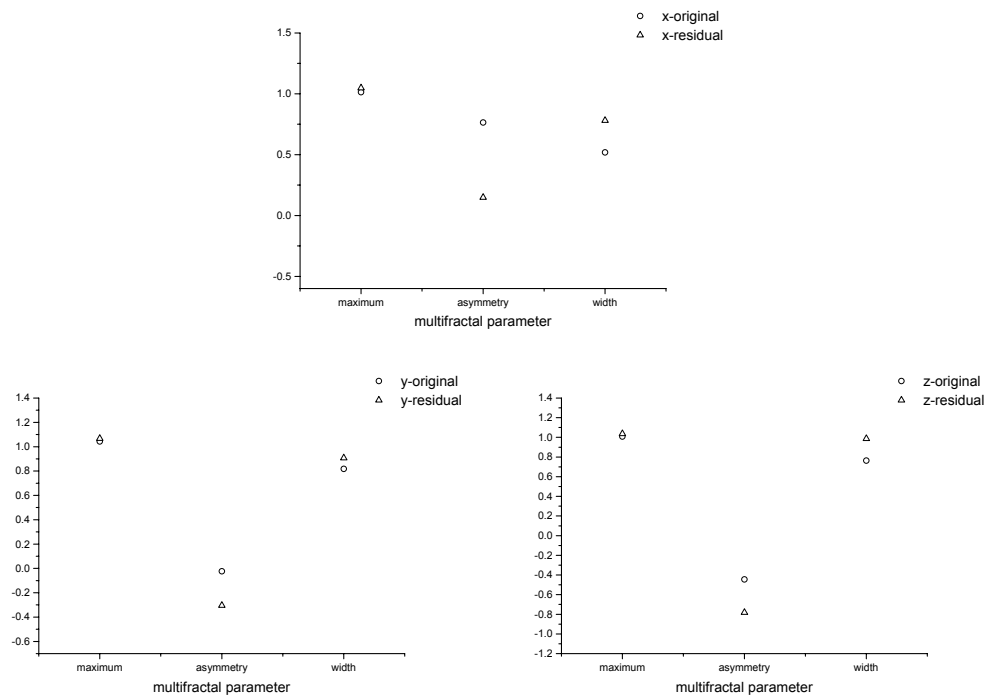 x-original
x-residual
1.5
1.0
0.5
0.0
-0.5
maximum asymmetry width
multifractal parameter
y-original
y-residual
1.4
1.2
1.0
0.8
0.6
0.4
0.2
0.0
-0.2
-0.4
-0.6
maximum asymmetry width
multifractal parameter
z-original
z-residual
1.4
1.2
1.0
0.8
0.6
0.4
0.2
0.0
-0.2
-0.4
-0.6
-0.8
-1.0
-1.2
maximum asymmetry width
multifractal parameter